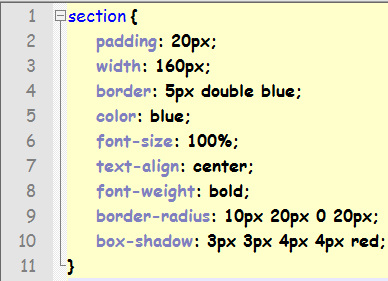 1 section {
2 padding: 20px;
3 width: 160px;
4 border: 5px double blue;
5 color: blue;
6 font-size: 100%;
7 text-align: center;
8 font-weight: bold;
9 border-radius: 10px 20px 0 20px;
10 box-shadow: 3px 3px 4px 4px red;
11 }